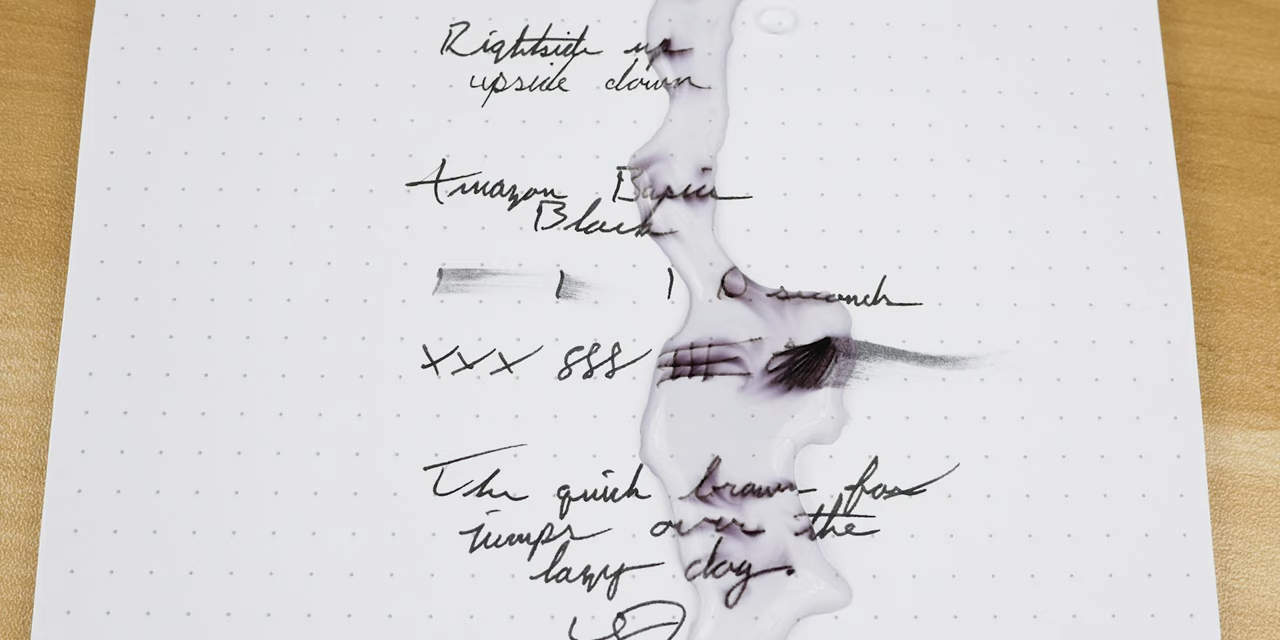 Rightside up
upside down
Amazon Basics
Black
10 seconds
XXX 888
The quick brown fox
jumps over the
lazy dog.